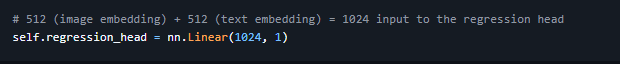 # 512 (image embedding) + 512 (text embedding) = 1024 input to the regression head
self.regression_head = nn.Linear(1024, 1)